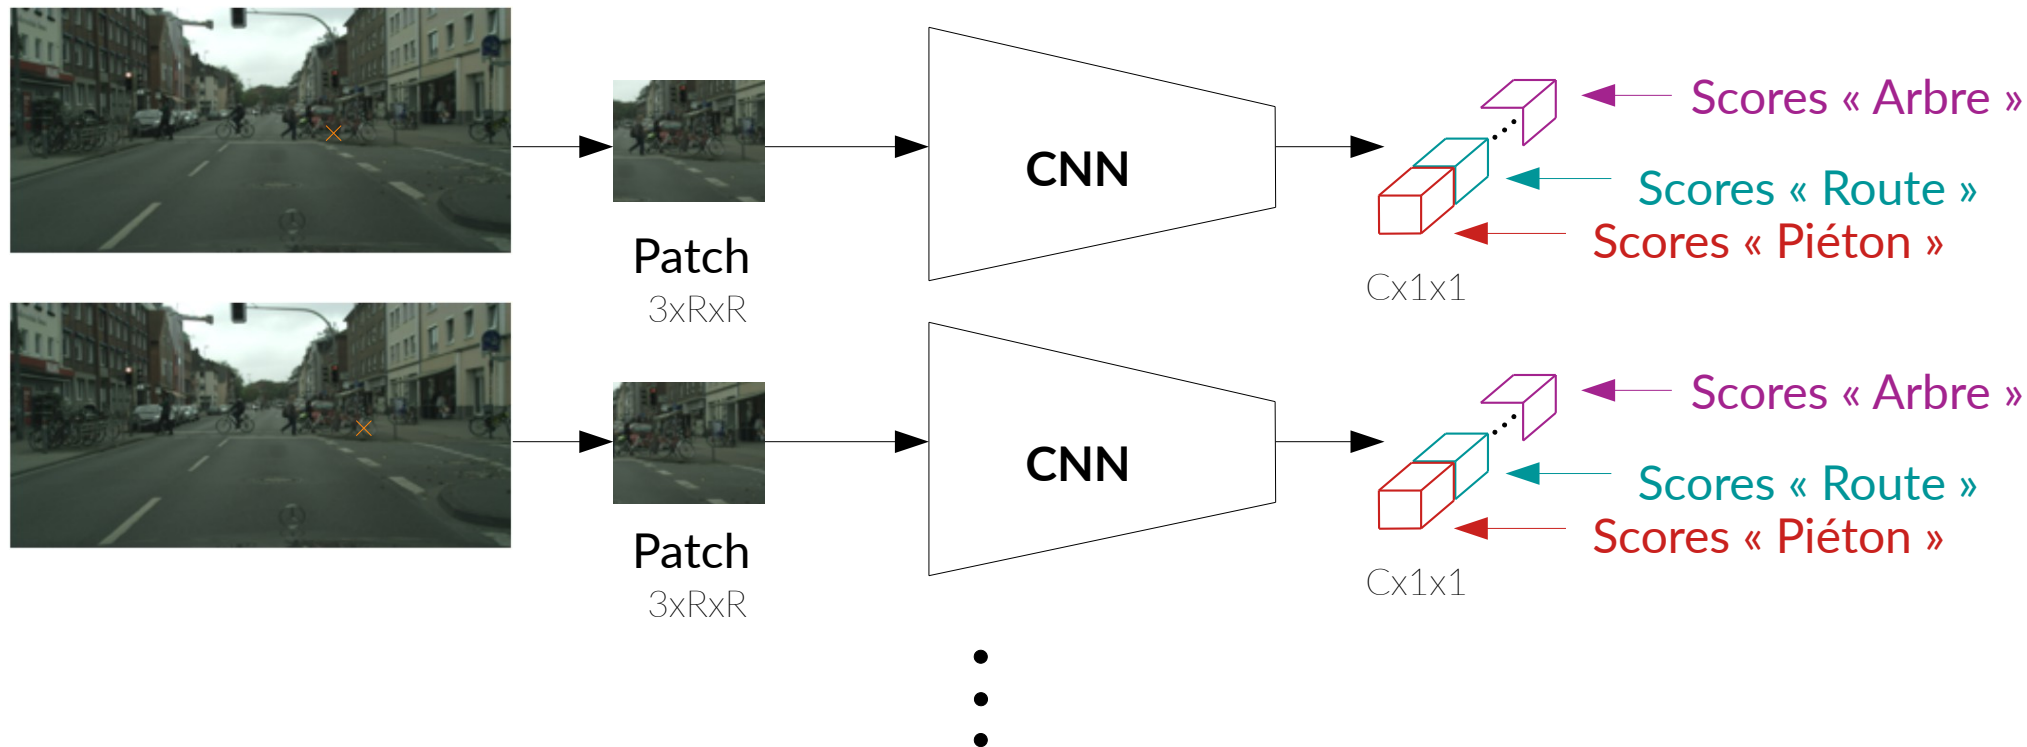 Scores « Arbre »
CNN
Scores « Route »
Scores « Piéton »
Patch
3xRxR
Cx1x1
Scores « Arbre »
CNN
Scores « Route »
Scores « Piéton »
Patch
3xRxR
Cx1x1